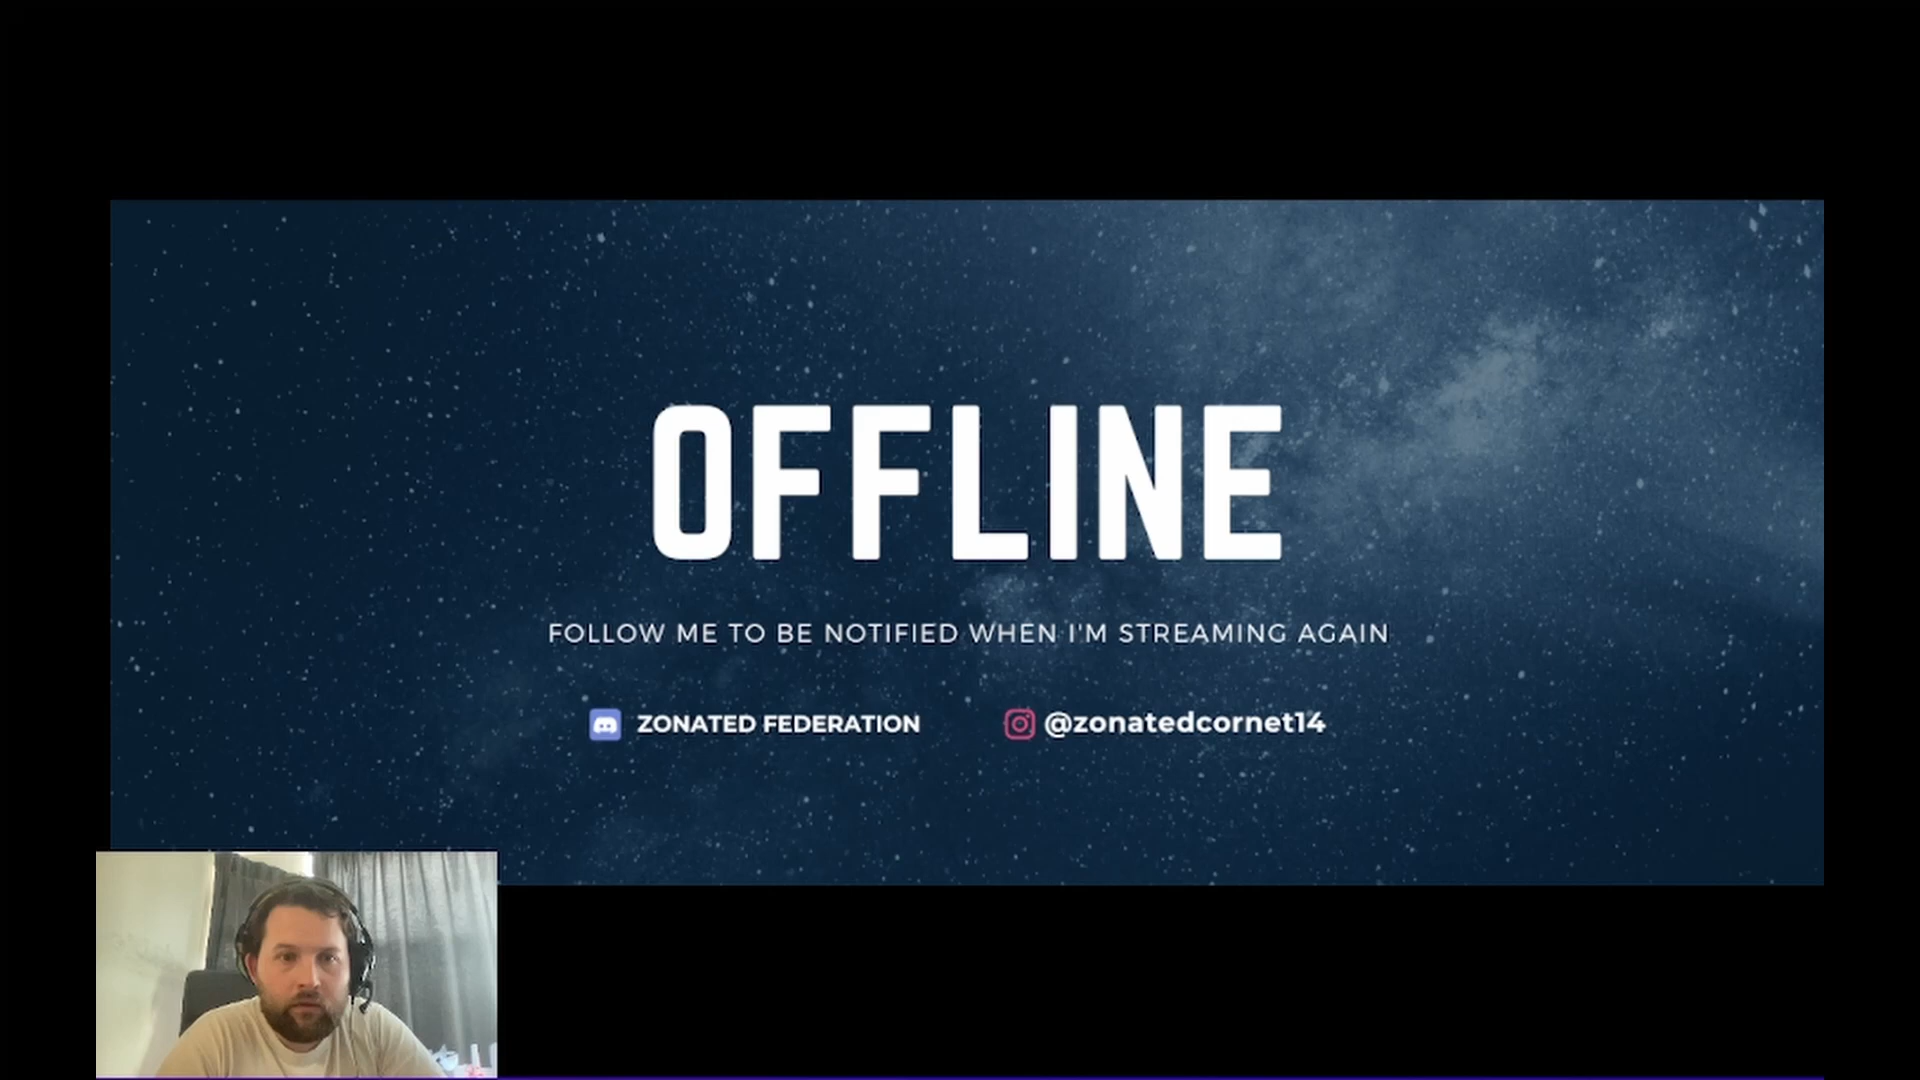 OFFLINE
FOLLOW ME TO BE NOTIFIED WHEN I'M STREAMING AGAIN
ZONATED FEDERATION @zonatedcornet14